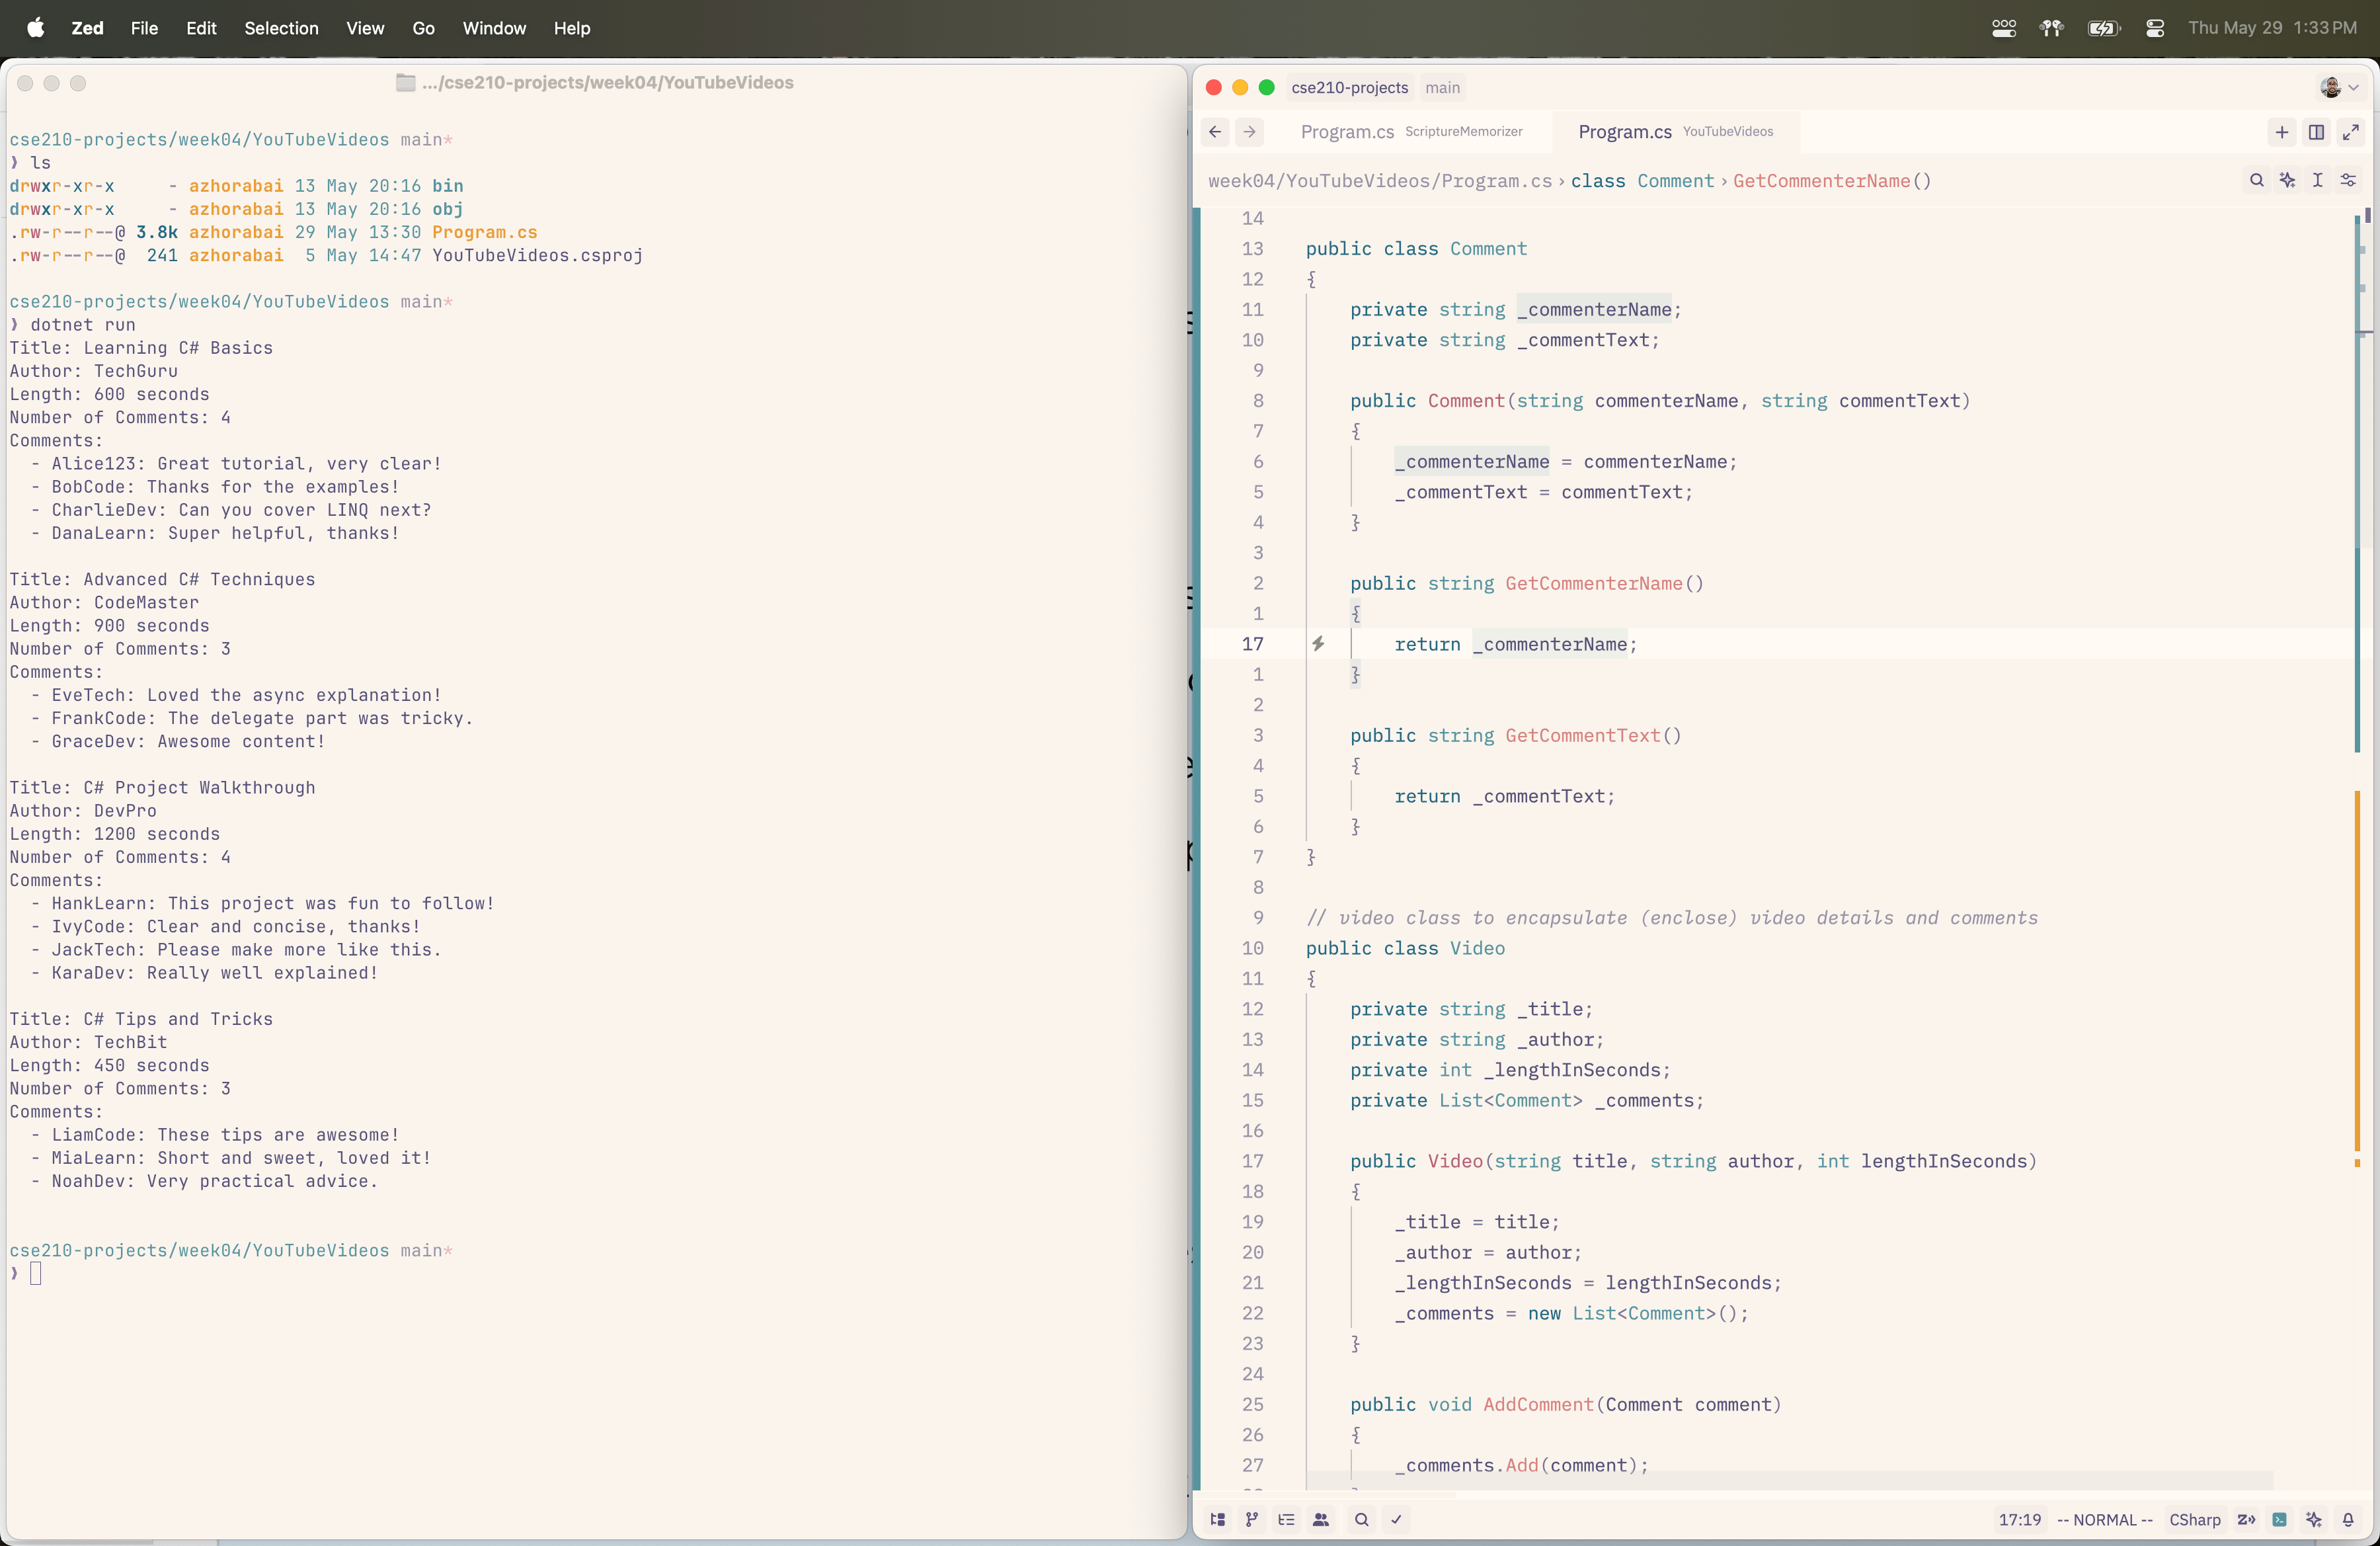 Zed File Edit Selection View Go Window Help Thu May 29 1:33 PM
.../cse210-projects/week04/YouTubeVideos
cse210-projects/week04/YouTubeVideos main*
❯ ls
drwxr-xr-x - azhorabai 13 May 20:16 bin
drwxr-xr-x - azhorabai 13 May 20:16 obj
.rw-r--r--@ 3.8k azhorabai 29 May 13:30 Program.cs
.rw-r--r--@ 241 azhorabai 5 May 14:47 YouTubeVideos.csproj
cse210-projects/week04/YouTubeVideos main*
❯ dotnet run
Title: Learning C# Basics
Author: TechGuru
Length: 600 seconds
Number of Comments: 4
Comments:
- Alice123: Great tutorial, very clear!
- BobCode: Thanks for the examples!
- CharlieDev: Can you cover LINQ next?
- DanaLearn: Super helpful, thanks!
Title: Advanced C# Techniques
Author: CodeMaster
Length: 900 seconds
Number of Comments: 3
Comments:
- EveTech: Loved the async explanation!
- FrankCode: The delegate part was tricky.
- GraceDev: Awesome content!
Title: C# Project Walkthrough
Author: DevPro
Length: 1200 seconds
Number of Comments: 4
Comments:
- HankLearn: This project was fun to follow!
- IvyCode: Clear and concise, thanks!
- JackTech: Please make more like this.
- KaraDev: Really well explained!
Title: C# Tips and Tricks
Author: TechBit
Length: 450 seconds
Number of Comments: 3
Comments:
- LiamCode: These tips are awesome!
- MiaLearn: Short and sweet, loved it!
- NoahDev: Very practical advice.
cse210-projects/week04/YouTubeVideos main*
❯
cse210-projects main
Program.cs ScriptureMemorizer Program.cs YouTubeVideos
week04/YouTubeVideos/Program.cs › class Comment › GetCommenterName()
14
13 public class Comment
12 {
11 private string _commenterName;
10 private string _commentText;
9
8 public Comment(string commenterName, string commentText)
7 {
6 _commenterName = commenterName;
5 _commentText = commentText;
4 }
3
2 public string GetCommenterName()
1 {
17 return _commenterName;
1 }
2
3 public string GetCommentText()
4 {
5 return _commentText;
6 }
7 }
8
9 // video class to encapsulate (enclose) video details and comments
10 public class Video
11 {
12 private string _title;
13 private string _author;
14 private int _lengthInSeconds;
15 private List<Comment> _comments;
16
17 public Video(string title, string author, int lengthInSeconds)
18 {
19 _title = title;
20 _author = author;
21 _lengthInSeconds = lengthInSeconds;
22 _comments = new List<Comment>();
23 }
24
25 public void AddComment(Comment comment)
26 {
27 _comments.Add(comment);
17:19 -- NORMAL -- CSharp